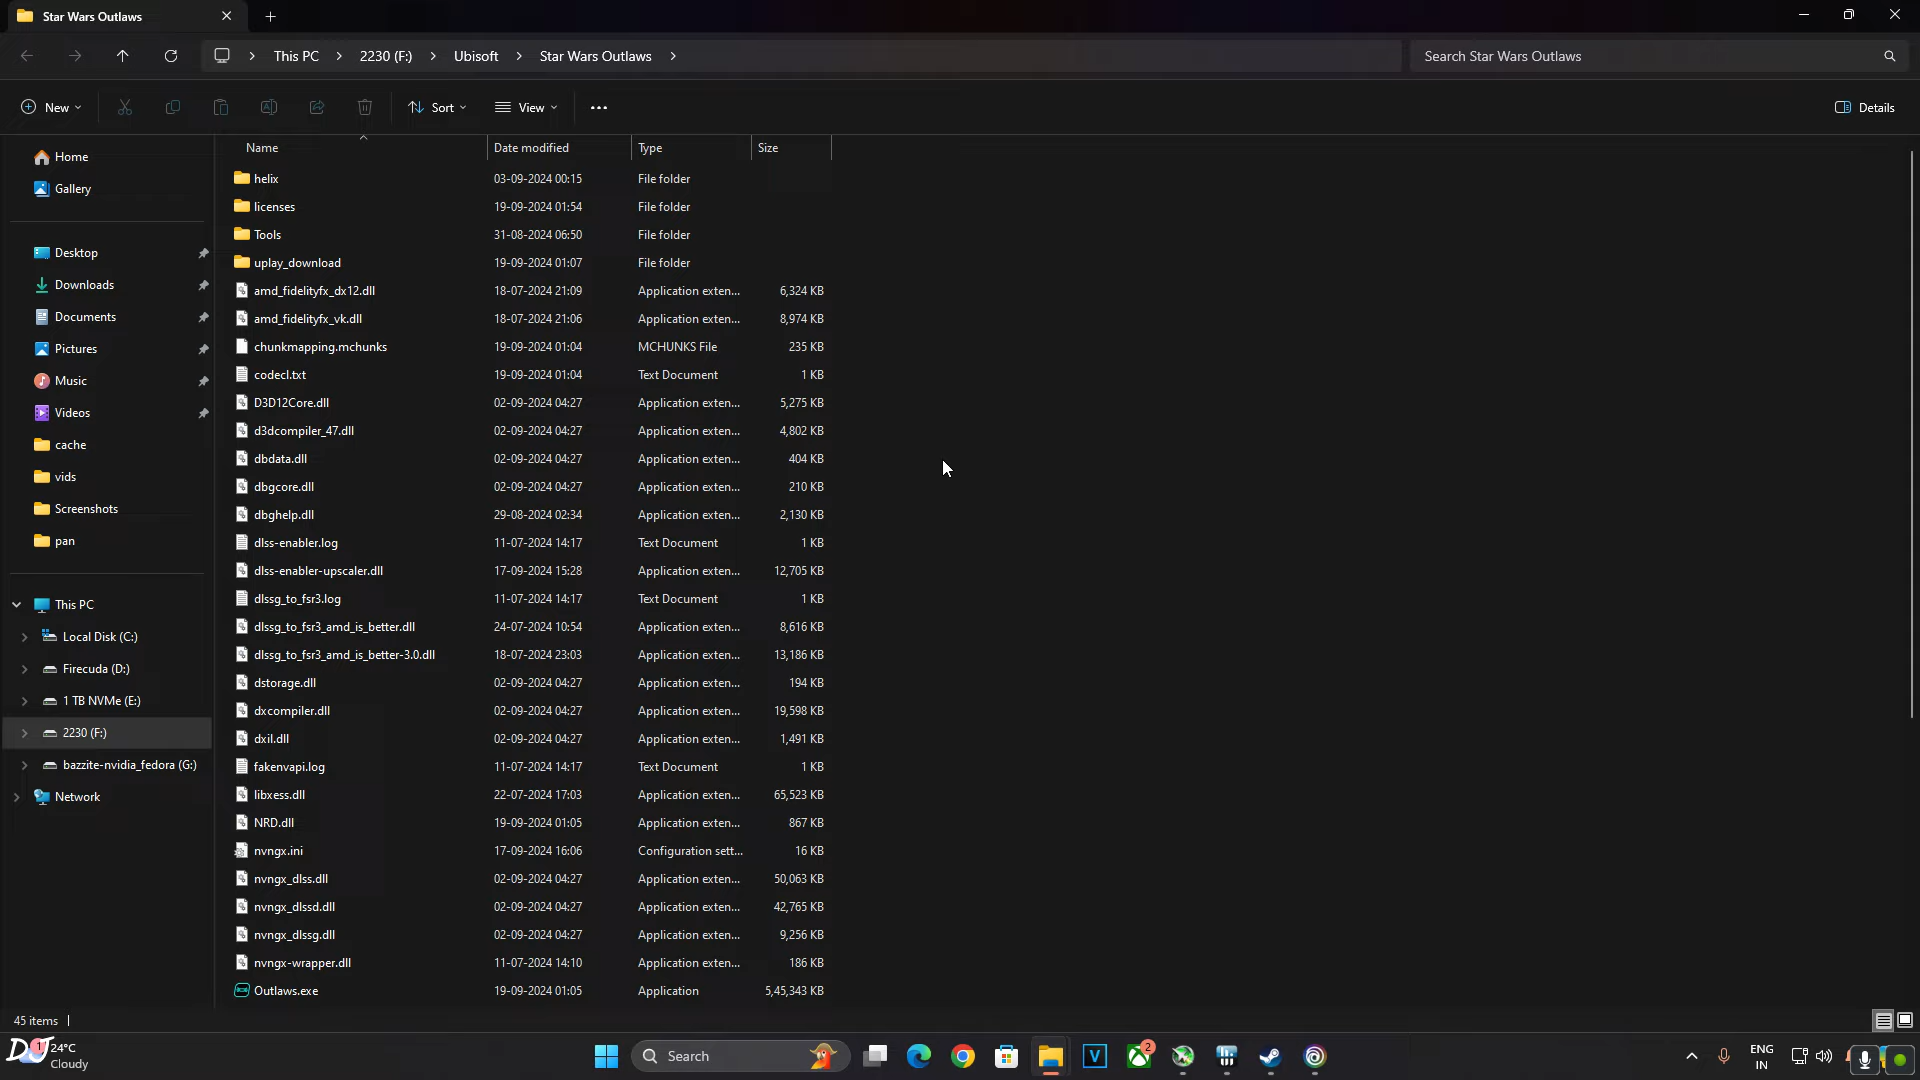 Star Wars Outlaws
This PC > 2230 (F:) > Ubisoft > Star Wars Outlaws >
Search Star Wars Outlaws
New
Sort
View
Details
Name Date modified Type Size
Home
Gallery
Desktop
Downloads
Documents
Pictures
Music
Videos
cache
vids
Screenshots
pan
This PC
Local Disk (C:)
Firecuda (D:)
1 TB NVMe (E:)
2230 (F:)
bazzite-nvidia_fedora (G:)
Network
helix 03-09-2024 00:15 File folder
licenses 19-09-2024 01:54 File folder
Tools 31-08-2024 06:50 File folder
uplay_download 19-09-2024 01:07 File folder
amd_fidelityfx_dx12.dll 18-07-2024 21:09 Application exten... 6,324 KB
amd_fidelityfx_vk.dll 18-07-2024 21:06 Application exten... 8,974 KB
chunkmapping.mchunks 19-09-2024 01:04 MCHUNKS File 235 KB
codecl.txt 19-09-2024 01:04 Text Document 1 KB
D3D12Core.dll 02-09-2024 04:27 Application exten... 5,275 KB
d3dcompiler_47.dll 02-09-2024 04:27 Application exten... 4,802 KB
dbdata.dll 02-09-2024 04:27 Application exten... 404 KB
dbgcore.dll 02-09-2024 04:27 Application exten... 210 KB
dbghelp.dll 29-08-2024 02:34 Application exten... 2,130 KB
dlss-enabler.log 11-07-2024 14:17 Text Document 1 KB
dlss-enabler-upscaler.dll 17-09-2024 15:28 Application exten... 12,705 KB
dlssg_to_fsr3.log 11-07-2024 14:17 Text Document 1 KB
dlssg_to_fsr3_amd_is_better.dll 24-07-2024 10:54 Application exten... 8,616 KB
dlssg_to_fsr3_amd_is_better-3.0.dll 18-07-2024 23:03 Application exten... 13,186 KB
dstorage.dll 02-09-2024 04:27 Application exten... 194 KB
dxcompiler.dll 02-09-2024 04:27 Application exten... 19,598 KB
dxil.dll 02-09-2024 04:27 Application exten... 1,491 KB
fakenvapi.log 11-07-2024 14:17 Text Document 1 KB
libxess.dll 22-07-2024 17:03 Application exten... 65,523 KB
NRD.dll 19-09-2024 01:05 Application exten... 867 KB
nvngx.ini 17-09-2024 16:06 Configuration sett... 16 KB
nvngx_dlss.dll 02-09-2024 04:27 Application exten... 50,063 KB
nvngx_dlssd.dll 02-09-2024 04:27 Application exten... 42,765 KB
nvngx_dlssg.dll 02-09-2024 04:27 Application exten... 9,256 KB
nvngx-wrapper.dll 11-07-2024 14:10 Application exten... 186 KB
Outlaws.exe 19-09-2024 01:05 Application 5,45,343 KB
45 items
1
24°C
Cloudy
Search
V
2
ENG
IN